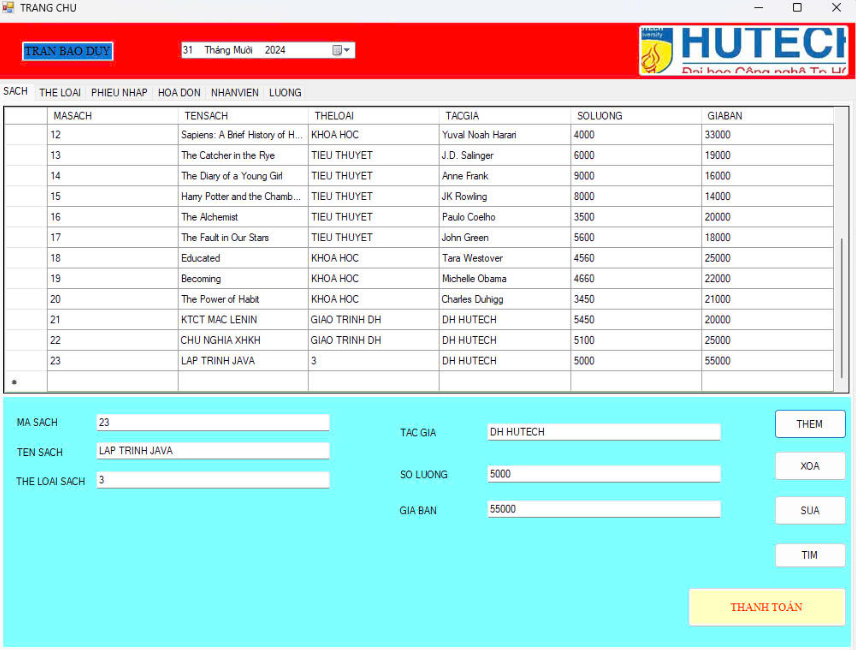 TRANG CHU
TRAN BAO DUY
31 Tháng Mười 2024
HUTECH
Đại học Công nghệ Tp.HC
SACH THE LOAI PHIEU NHAP HOA DON NHANVIEN LUONG
MASACH TENSACH THELOAI TACGIA SOLUONG GIABAN
12 Sapiens: A Brief History of H... KHOA HOC Yuval Noah Harari 4000 33000
13 The Catcher in the Rye TIEU THUYET J.D. Salinger 6000 19000
14 The Diary of a Young Girl TIEU THUYET Anne Frank 9000 16000
15 Harry Potter and the Chamb... TIEU THUYET JK Rowling 8000 14000
16 The Alchemist TIEU THUYET Paulo Coelho 3500 20000
17 The Fault in Our Stars TIEU THUYET John Green 5600 18000
18 Educated KHOA HOC Tara Westover 4560 25000
19 Becoming KHOA HOC Michelle Obama 4660 22000
20 The Power of Habit KHOA HOC Charles Duhigg 3450 21000
21 KTCT MAC LENIN GIAO TRINH DH DH HUTECH 5450 20000
22 CHU NGHIA XHKH GIAO TRINH DH DH HUTECH 5100 25000
23 LAP TRINH JAVA 3 DH HUTECH 5000 55000
MA SACH 23
TEN SACH LAP TRINH JAVA
THE LOAI SACH 3
TAC GIA DH HUTECH
SO LUONG 5000
GIA BAN 55000
THEM
XOA
SUA
TIM
THANH TOÁN